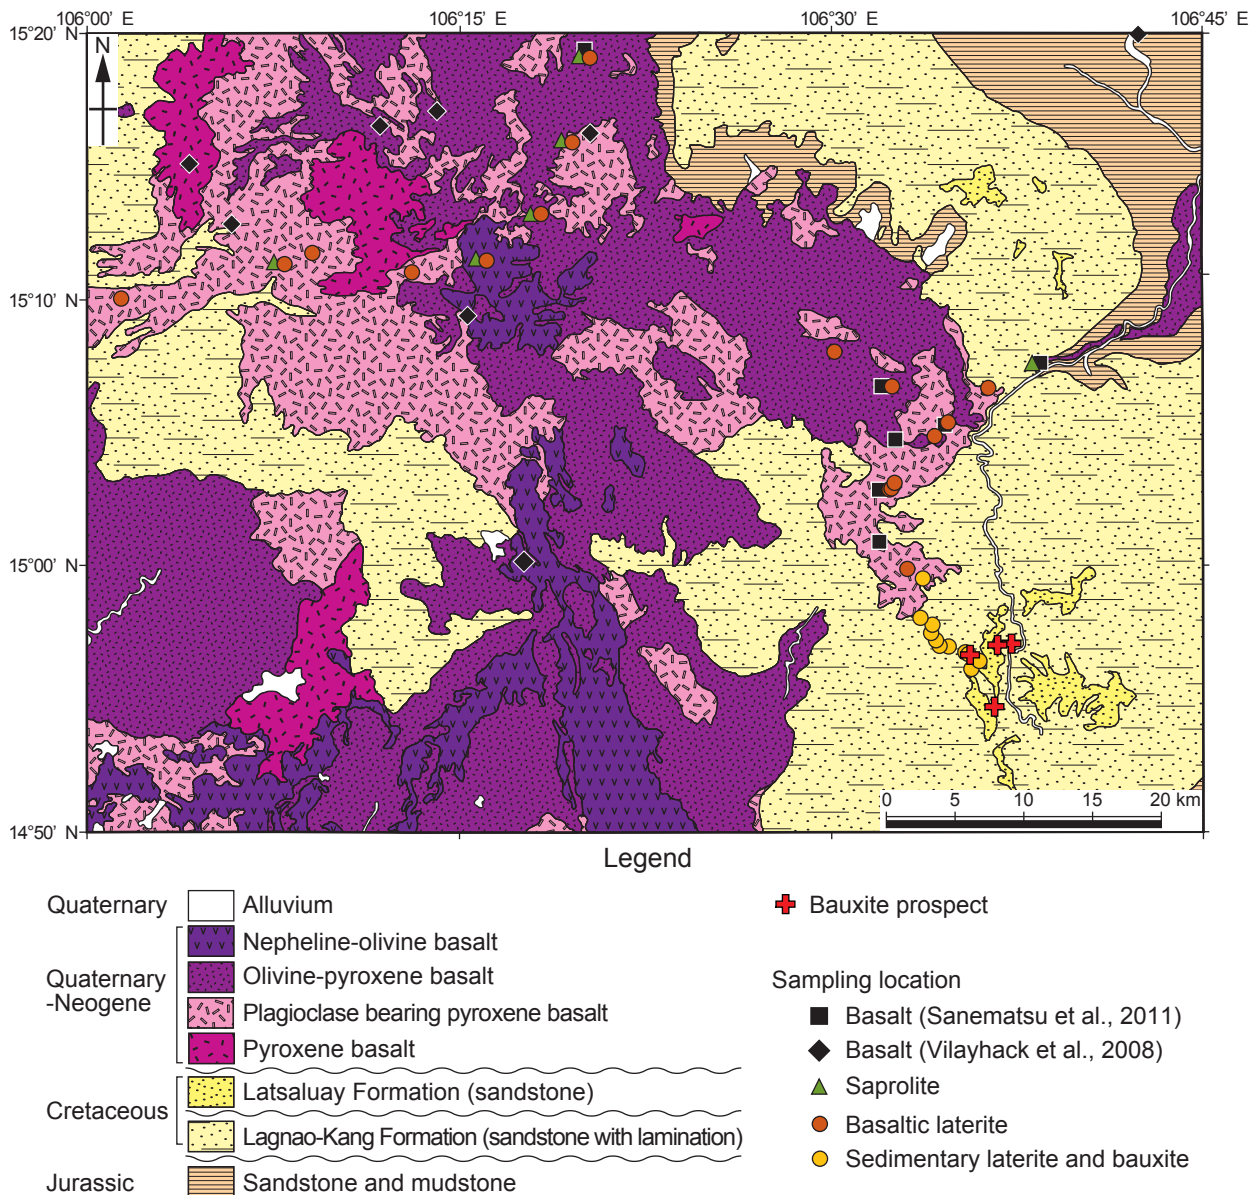 106°00' E
106°15' E
106°30' E
106°45' E
15°20' N
N
15°10' N
15°00' N
14°50' N
0 5 10 15 20 km
Legend
Quaternary
Alluvium
Quaternary
-Neogene
Nepheline-olivine basalt
Olivine-pyroxene basalt
Plagioclase bearing pyroxene basalt
Pyroxene basalt
Cretaceous
Latsaluay Formation (sandstone)
Lagnao-Kang Formation (sandstone with lamination)
Jurassic
Sandstone and mudstone
Bauxite prospect
Sampling location
Basalt (Sanematsu et al., 2011)
Basalt (Vilayhack et al., 2008)
Saprolite
Basaltic laterite
Sedimentary laterite and bauxite